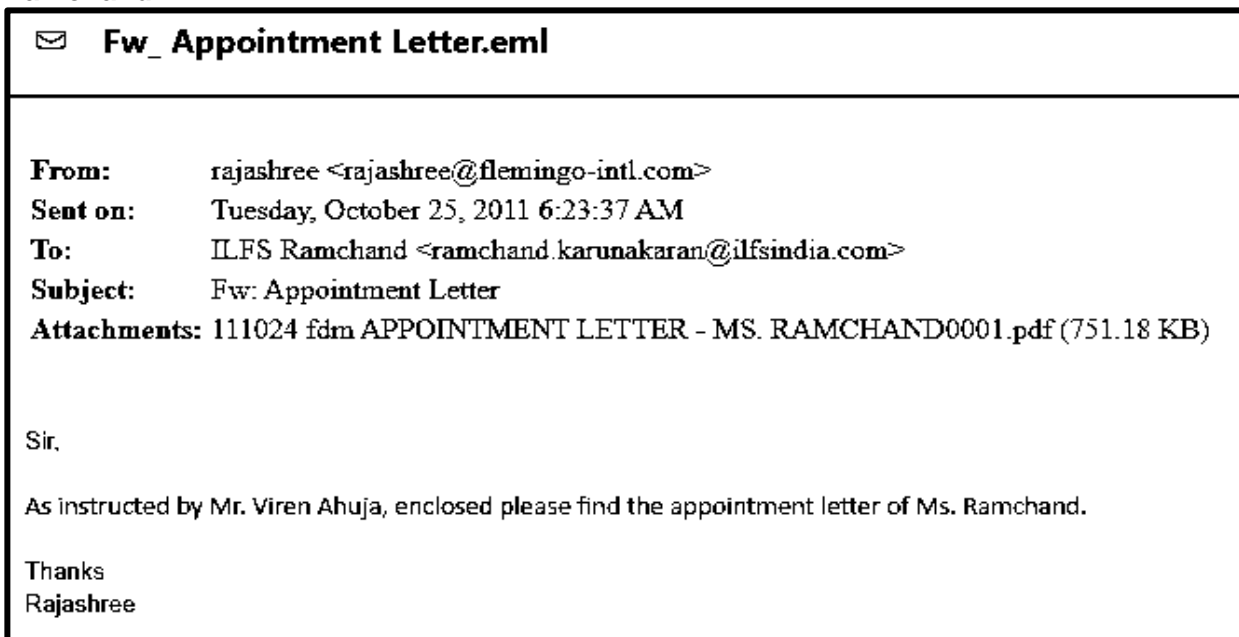 Fw_ Appointment Letter.eml
From: rajashree <rajashree@flemingo-intl.com>
Sent on: Tuesday, October 25, 2011 6:23:37 AM
To: ILFS Ramchand <ramchand.karunakaran@ilfsindia.com>
Subject: Fw: Appointment Letter
Attachments: 111024 fdm APPOINTMENT LETTER - MS. RAMCHAND0001.pdf (751.18 KB)
Sir,
As instructed by Mr. Viren Ahuja, enclosed please find the appointment letter of Ms. Ramchand.
Thanks
Rajashree